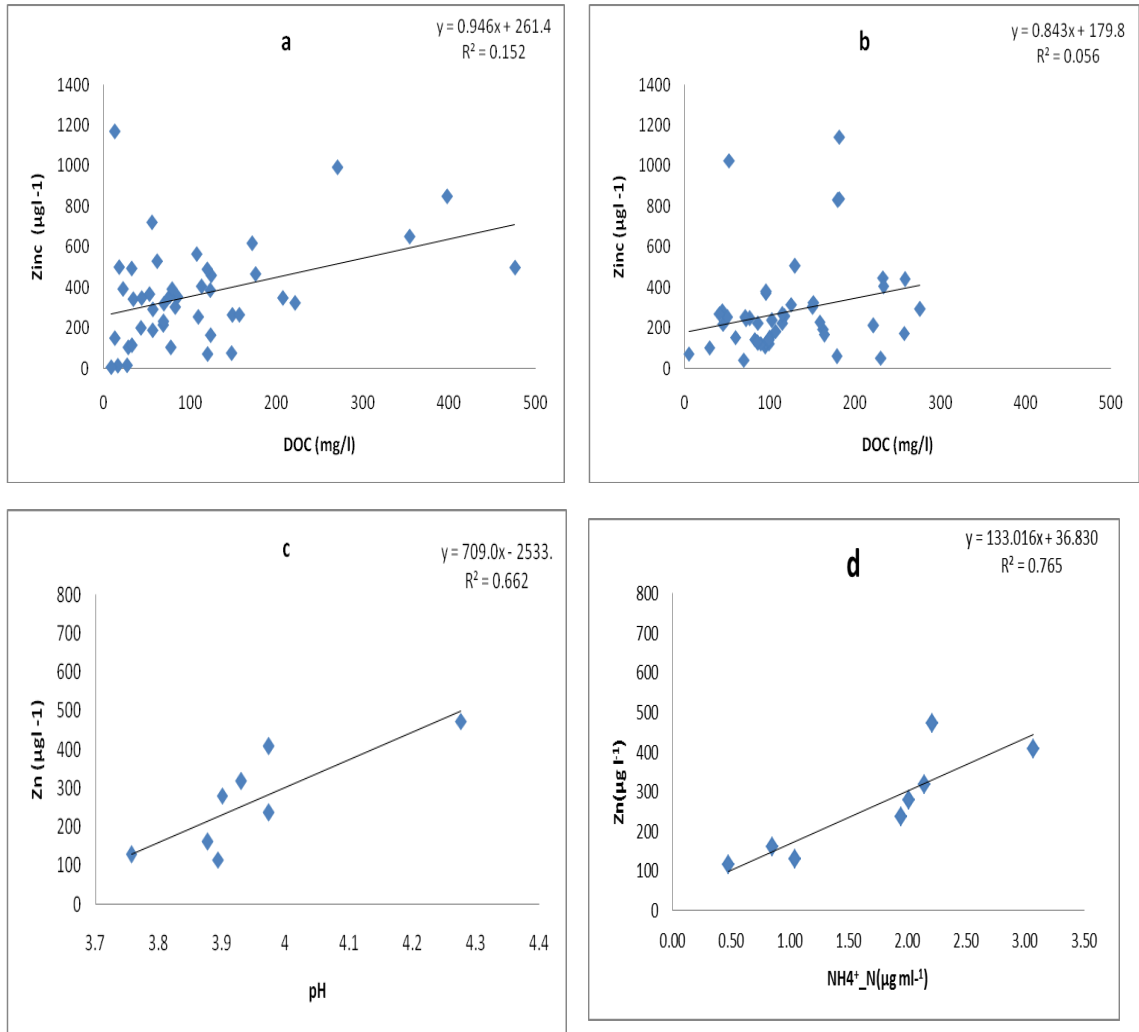 a
y = 0.946x + 261.4
R² = 0.152
1400
1200
1000
800
600
400
200
0
Zinc (µgl -1)
0 100 200 300 400 500
DOC (mg/l)
b
y = 0.843x + 179.8
R² = 0.056
1400
1200
1000
800
600
400
200
0
Zinc (µgl -1)
0 100 200 300 400 500
DOC (mg/l)
c
y = 709.0x - 2533.
R² = 0.662
800
700
600
500
400
300
200
100
0
Zn (µgl -1)
3.7 3.8 3.9 4 4.1 4.2 4.3 4.4
pH
d
y = 133.016x + 36.830
R² = 0.765
800
700
600
500
400
300
200
100
0
Zn(µg l⁻¹)
0.00 0.50 1.00 1.50 2.00 2.50 3.00 3.50
NH4⁺_N(µg ml⁻¹)